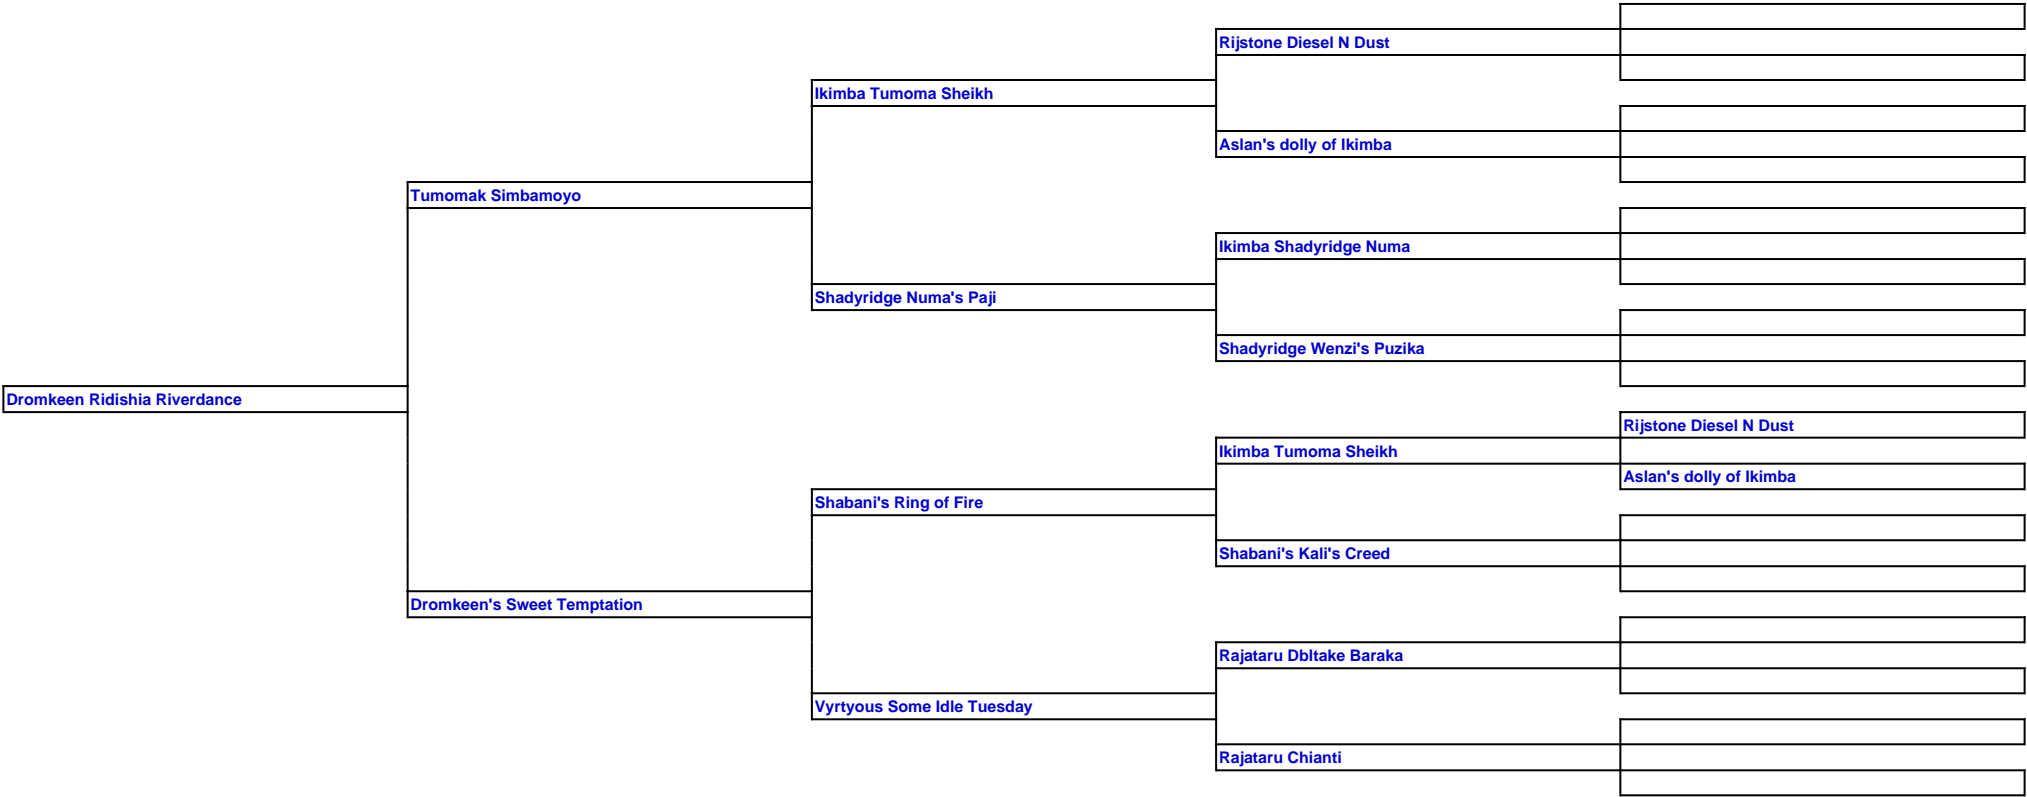 Rijstone Diesel N Dust
Ikimba Tumoma Sheikh
Aslan's dolly of Ikimba
Tumomak Simbamoyo
Ikimba Shadyridge Numa
Shadyridge Numa's Paji
Shadyridge Wenzi's Puzika
Dromkeen Ridishia Riverdance
Rijstone Diesel N Dust
Ikimba Tumoma Sheikh
Aslan's dolly of Ikimba
Shabani's Ring of Fire
Shabani's Kali's Creed
Dromkeen's Sweet Temptation
Rajataru Dbltake Baraka
Vyrtyous Some Idle Tuesday
Rajataru Chianti